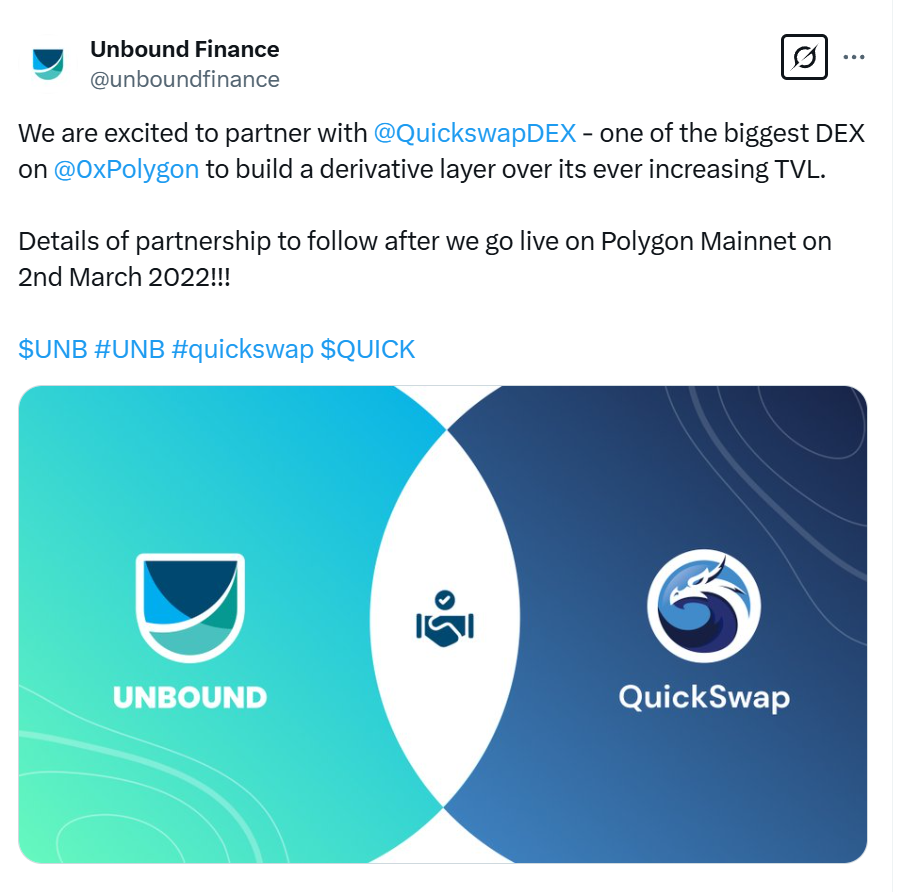 Unbound Finance
@unboundfinance
We are excited to partner with @QuickswapDEX - one of the biggest DEX
on @0xPolygon to build a derivative layer over its ever increasing TVL.
Details of partnership to follow after we go live on Polygon Mainnet on
2nd March 2022!!!
$UNB #UNB #quickswap $QUICK
UNBOUND
QuickSwap